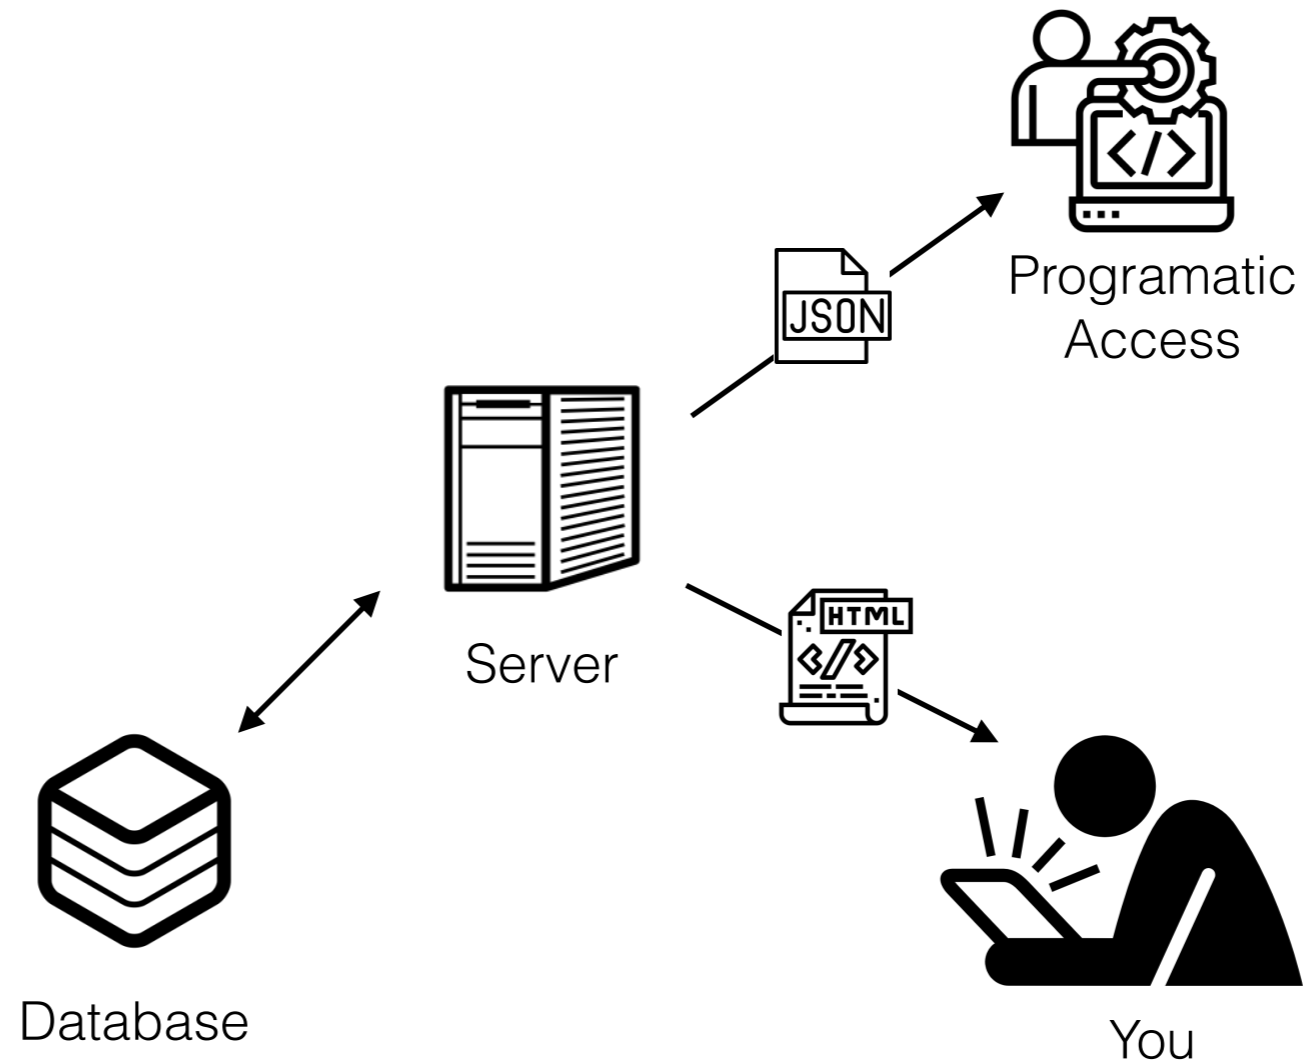 </>
Programatic
Access
JSON
HTML
</>
Server
Database
You